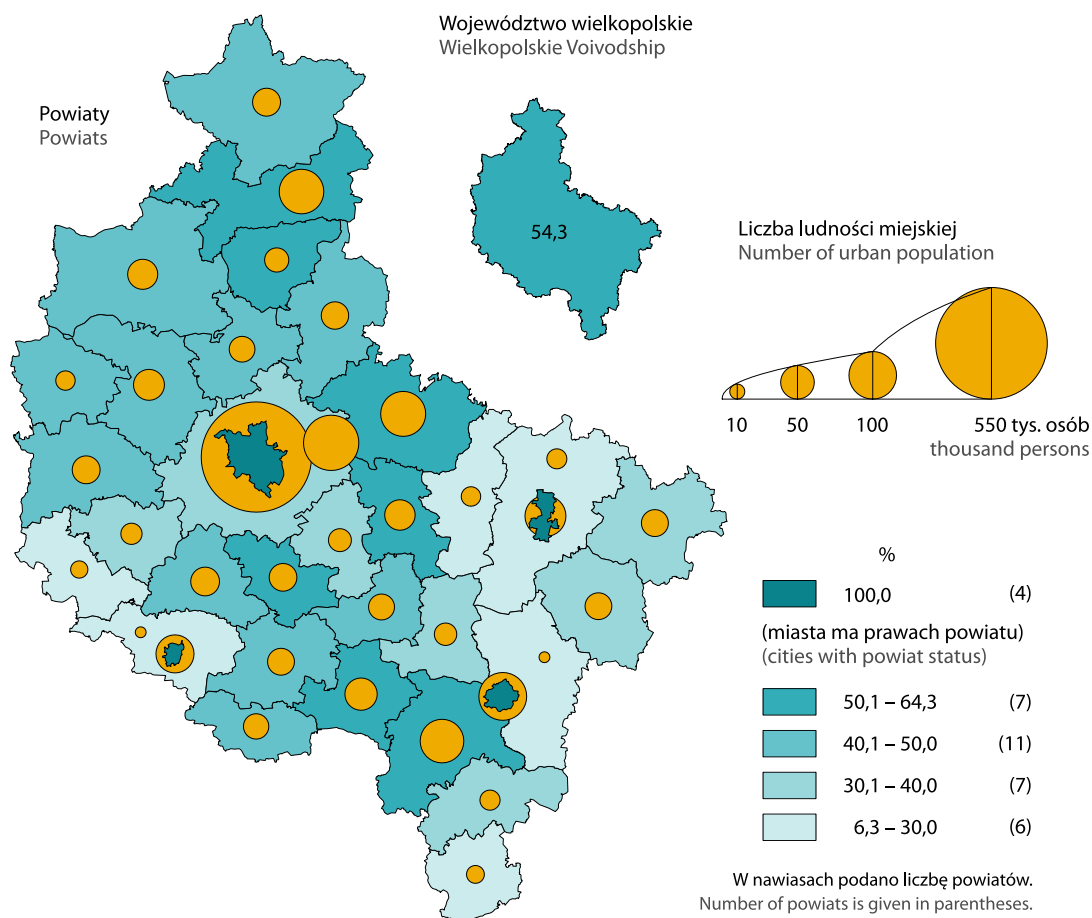 Województwo wielkopolskie
Wielkopolskie Voivodship
Powiaty
Powiats
54,3
Liczba ludności miejskiej
Number of urban population
10 50 100 550 tys. osób
thousand persons
%
100,0 (4)
(miasta ma prawach powiatu)
(cities with powiat status)
50,1 – 64,3 (7)
40,1 – 50,0 (11)
30,1 – 40,0 (7)
6,3 – 30,0 (6)
W nawiasach podano liczbę powiatów.
Number of powiats is given in parentheses.